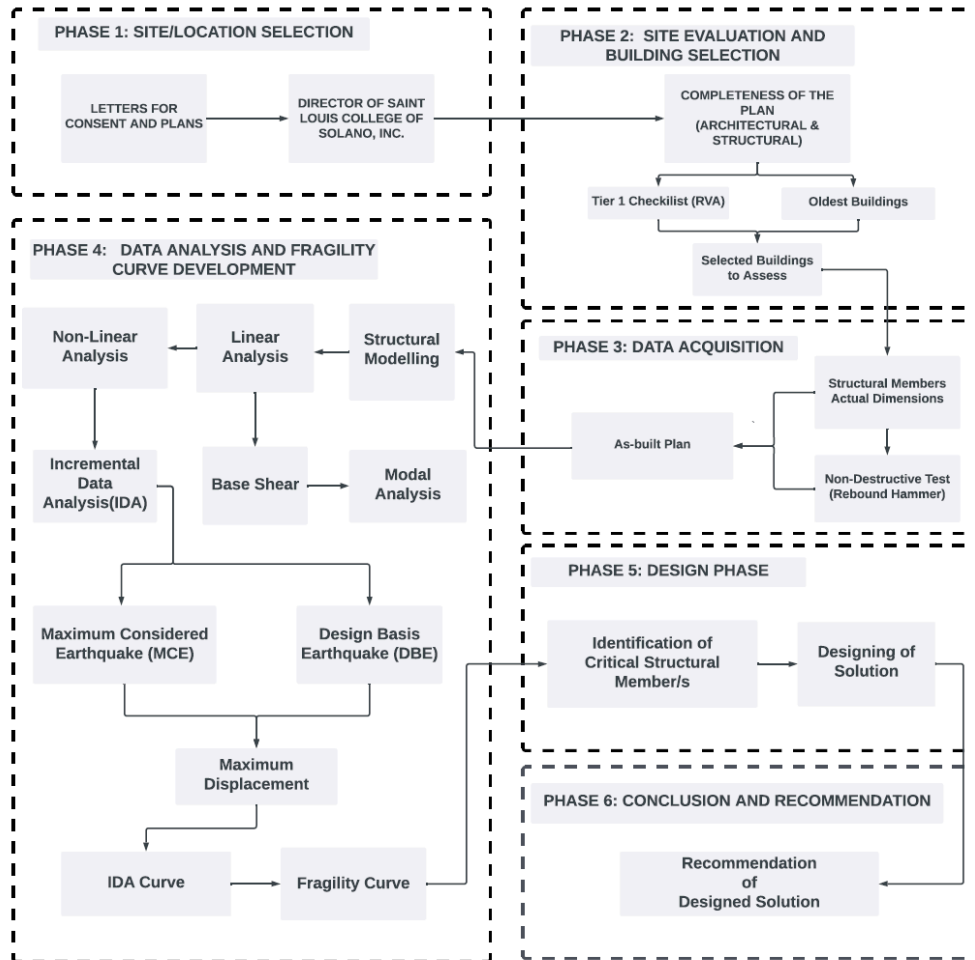 PHASE 1: SITE/LOCATION SELECTION
LETTERS FOR
CONSENT AND PLANS
DIRECTOR OF SAINT
LOUIS COLLEGE OF
SOLANO, INC.
PHASE 2: SITE EVALUATION AND
BUILDING SELECTION
COMPLETENESS OF THE
PLAN
(ARCHITECTURAL &
STRUCTURAL)
Tier 1 Checkilist (RVA)
Oldest Buildings
Selected Buildings
to Assess
PHASE 3: DATA ACQUISITION
Structural Members
Actual Dimensions
As-built Plan
Non-Destructive Test
(Rebound Hammer)
PHASE 4: DATA ANALYSIS AND FRAGILITY
CURVE DEVELOPMENT
Non-Linear
Analysis
Linear
Analysis
Structural
Modelling
Incremental
Data
Analysis(IDA)
Base Shear
Modal
Analysis
Maximum Considered
Earthquake (MCE)
Design Basis
Earthquake (DBE)
Maximum
Displacement
IDA Curve
Fragility Curve
PHASE 5: DESIGN PHASE
Identification of
Critical Structural
Member/s
Designing of
Solution
PHASE 6: CONCLUSION AND RECOMMENDATION
Recommendation
of
Designed Solution